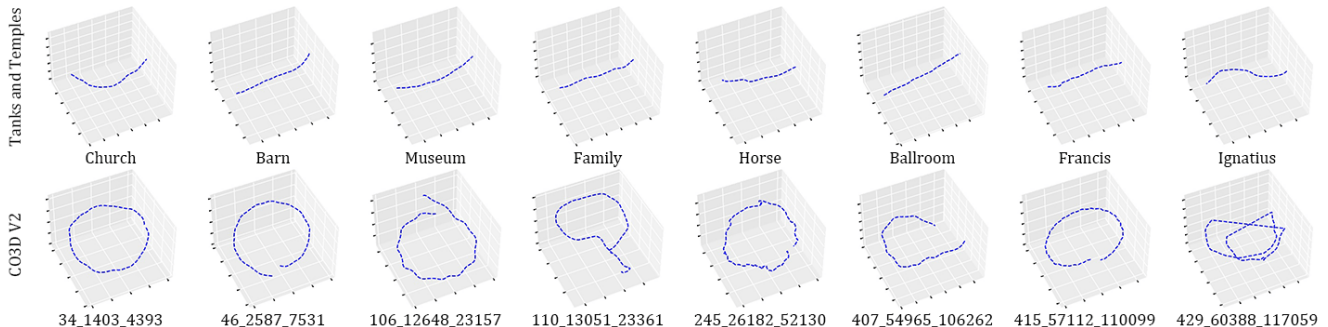 Tanks and Temples
Church Barn Museum Family Horse Ballroom Francis Ignatius
CO3D V2
34_1403_4393 46_2587_7531 106_12648_23157 110_13051_23361 245_26182_52130 407_54965_106262 415_57112_110099 429_60388_117059